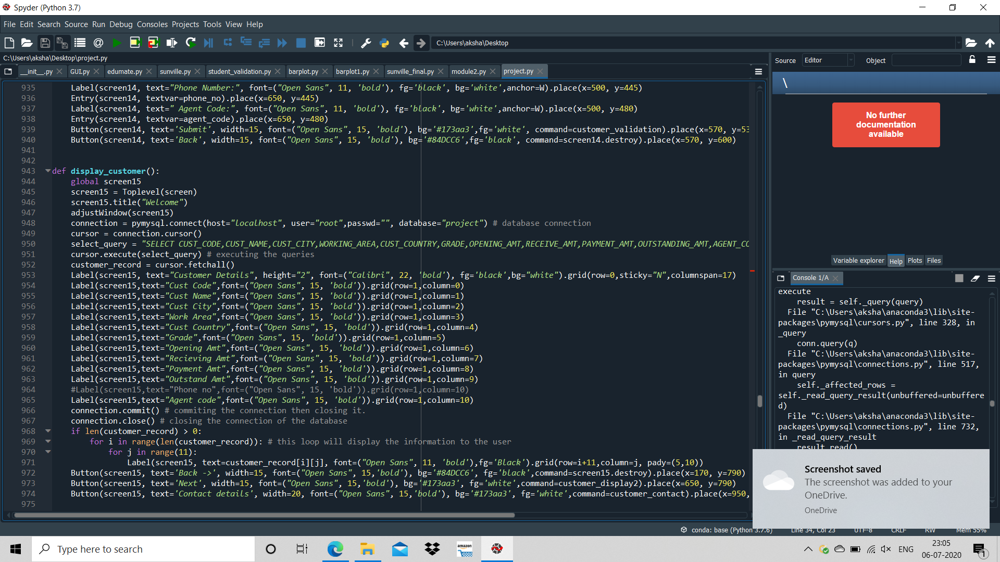 Spyder (Python 3.7)
File Edit Search Source Run Debug Consoles Projects Tools View Help
C:\Users\aksha\Desktop
C:\Users\aksha\Desktop\project.py
__init__.py GUI.py edumate.py sunville.py student_validation.py barplot.py barplot1.py sunville_final.py module2.py project.py
935 Label(screen14, text="Phone Number:", font=("Open Sans", 11, 'bold'), fg='black', bg='white',anchor=W).place(x=500, y=445)
936 Entry(screen14, textvar=phone_no).place(x=650, y=445)
937 Label(screen14, text=" Agent Code:", font=("Open Sans", 11, 'bold'), fg='black', bg='white',anchor=W).place(x=500, y=480)
938 Entry(screen14, textvar=agent_code).place(x=650, y=480)
939 Button(screen14, text='Submit', width=15, font=("Open Sans", 15, 'bold'), bg='#173aa3',fg='white', command=customer_validation).place(x=570, y=53
940 Button(screen14, text='Back', width=15, font=("Open Sans", 15, 'bold'), bg='#84DCC6',fg='black', command=screen14.destroy).place(x=570, y=600)
941
942
943 def display_customer():
944 global screen15
945 screen15 = Toplevel(screen)
946 screen15.title("Welcome")
947 adjustWindow(screen15)
948 connection = pymysql.connect(host="localhost", user="root",passwd="", database="project") # database connection
949 cursor = connection.cursor()
950 select_query = "SELECT CUST_CODE,CUST_NAME,CUST_CITY,WORKING_AREA,CUST_COUNTRY,GRADE,OPENING_AMT,RECEIVE_AMT,PAYMENT_AMT,OUTSTANDING_AMT,AGENT_CO
951 cursor.execute(select_query) # executing the queries
952 customer_record = cursor.fetchall()
953 Label(screen15, text="Customer Details", height="2", font=("Calibri", 22, 'bold'), fg='black',bg="white").grid(row=0,sticky="N",columnspan=17)
954 Label(screen15,text="Cust Code",font=("Open Sans", 15, 'bold')).grid(row=1,column=0)
955 Label(screen15,text="Cust Name",font=("Open Sans", 15, 'bold')).grid(row=1,column=1)
956 Label(screen15,text="Cust City",font=("Open Sans", 15, 'bold')).grid(row=1,column=2)
957 Label(screen15,text="Work Area",font=("Open Sans", 15, 'bold')).grid(row=1,column=3)
958 Label(screen15,text="Cust Country",font=("Open Sans", 15, 'bold')).grid(row=1,column=4)
959 Label(screen15,text="Grade",font=("Open Sans", 15, 'bold')).grid(row=1,column=5)
960 Label(screen15,text="Opening Amt",font=("Open Sans", 15, 'bold')).grid(row=1,column=6)
961 Label(screen15,text="Recieving Amt",font=("Open Sans", 15, 'bold')).grid(row=1,column=7)
962 Label(screen15,text="Payment Amt",font=("Open Sans", 15, 'bold')).grid(row=1,column=8)
963 Label(screen15,text="Outstand Amt",font=("Open Sans", 15, 'bold')).grid(row=1,column=9)
964 #Label(screen15,text="Phone no",font=("Open Sans", 15, 'bold')).grid(row=1,column=10)
965 Label(screen15,text="Agent code",font=("Open Sans", 15, 'bold')).grid(row=1,column=10)
966 connection.commit() # commiting the connection then closing it.
967 connection.close() # closing the connection of the database
968 if len(customer_record) > 0:
969 for i in range(len(customer_record)): # this loop will display the information to the user
970 for j in range(11):
971 Label(screen15, text=customer_record[i][j], font=("Open Sans", 11, 'bold'),fg='Black').grid(row=i+11,column=j, pady=(5,10))
972 Button(screen15, text='Back ->', width=15, font=("Open Sans", 15,'bold'), bg='#84DCC6', fg='black',command=screen15.destroy).place(x=170, y=790)
973 Button(screen15, text='Next', width=15, font=("Open Sans", 15,'bold'), bg='#173aa3', fg='white',command=customer_display2).place(x=650, y=790)
974 Button(screen15, text='Contact details', width=20, font=("Open Sans", 15,'bold'), bg='#173aa3', fg='white',command=customer_contact).place(x=950,
975
Source Editor Object
\
No further
documentation
available
Variable explorer Help Plots Files
Console 1/A
execute
result = self._query(query)
File "C:\Users\aksha\anaconda3\lib\site-
packages\pymysql\cursors.py", line 328, in
_query
conn.query(q)
File "C:\Users\aksha\anaconda3\lib\site-
packages\pymysql\connections.py", line 517,
in query
self._affected_rows =
self._read_query_result(unbuffered=unbuffere
d)
File "C:\Users\aksha\anaconda3\lib\site-
packages\pymysql\connections.py", line 732,
in _read_query_result
result.read()
Screenshot saved
The screenshot was added to your
OneDrive.
OneDrive
conda: base (Python 3.7.6) Line 34, Col 23 UTF-8 CRLF RW Mem 55%
Type here to search
amazon
ENG
23:05
06-07-2020
1